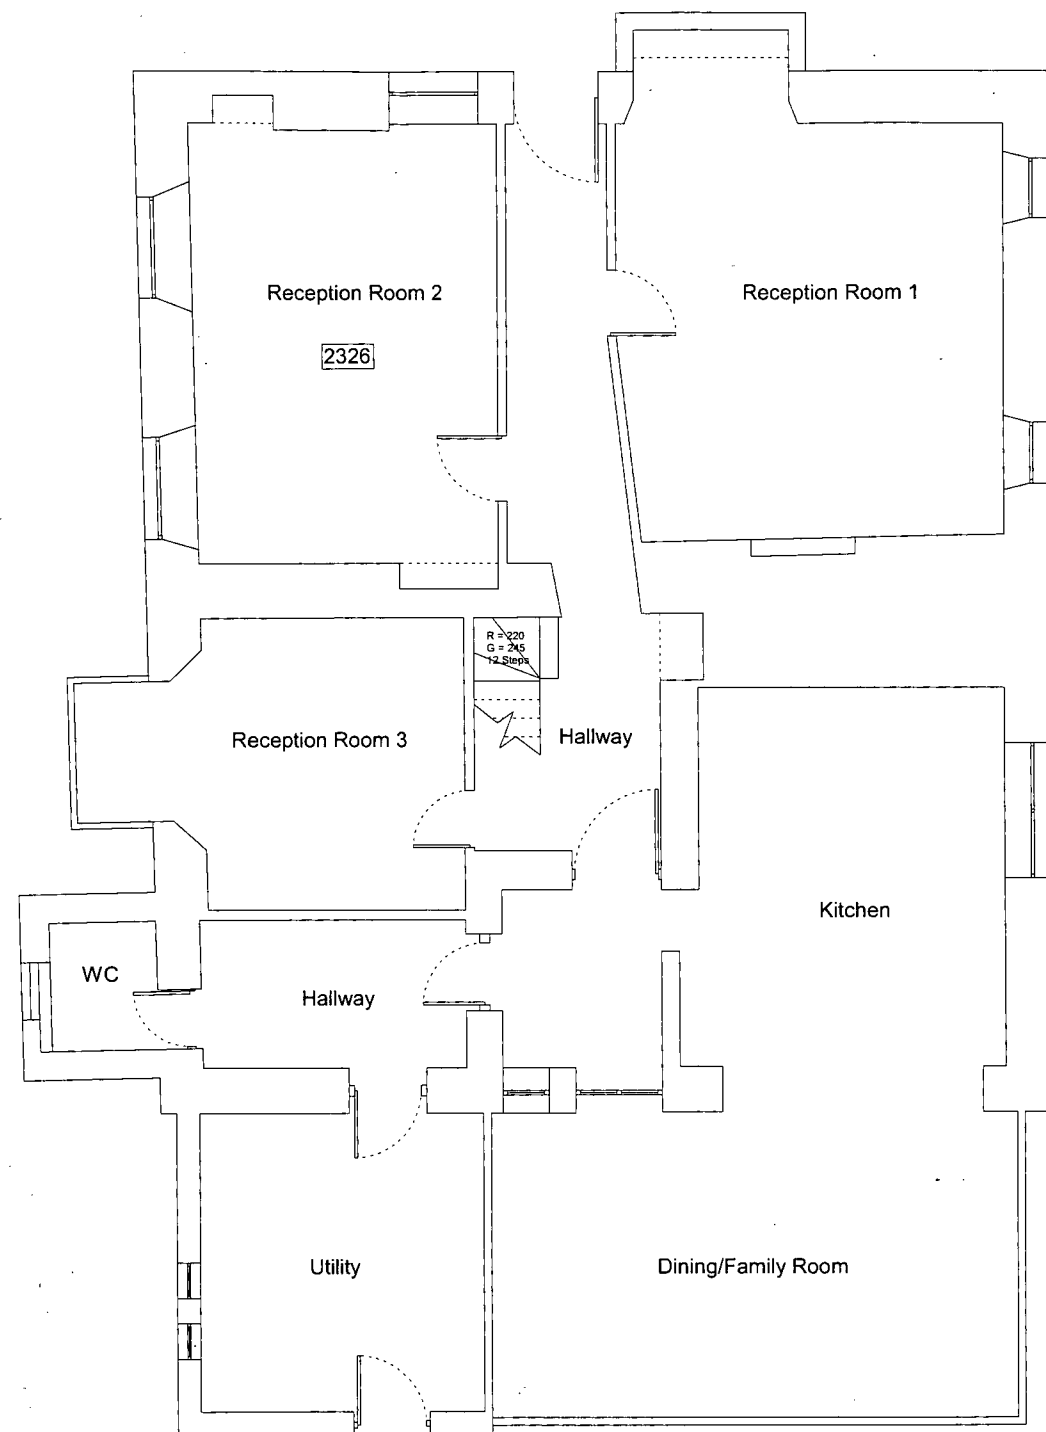 Reception Room 2
Reception Room 1
2326
R = 220
G = 245
12 Steps
Reception Room 3
Hallway
Kitchen
WC
Hallway
Utility
Dining/Family Room